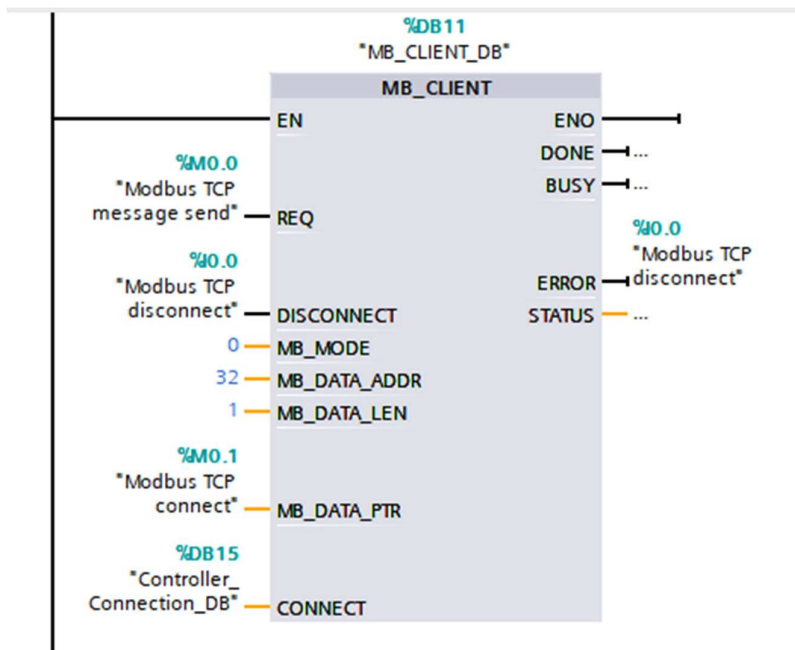 %DB11
"MB_CLIENT_DB"
MB_CLIENT
EN
ENO
DONE
...
BUSY
...
%M0.0
"Modbus TCP
message send"
REQ
%I0.0
"Modbus TCP
disconnect"
ERROR
%I0.0
"Modbus TCP
disconnect"
DISCONNECT
STATUS
...
0
MB_MODE
32
MB_DATA_ADDR
1
MB_DATA_LEN
%M0.1
"Modbus TCP
connect"
MB_DATA_PTR
%DB15
"Controller_
Connection_DB"
CONNECT